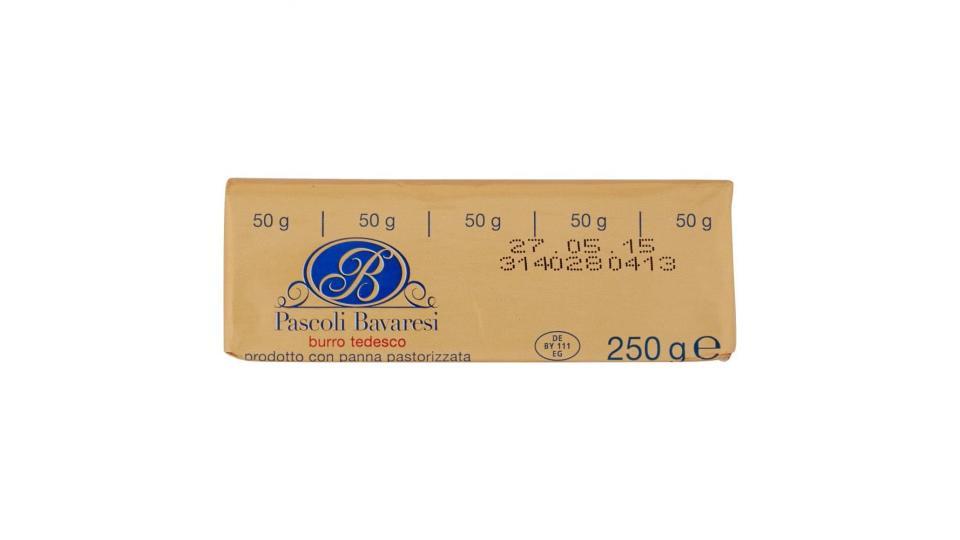 50 g | 50 g | 50 g | 50 g | 50 g
27.05.15
3140280413
B
Pascoli Bavaresi
burro tedesco
prodotto con panna pastorizzata
DE
BY 111
EG
250 g e